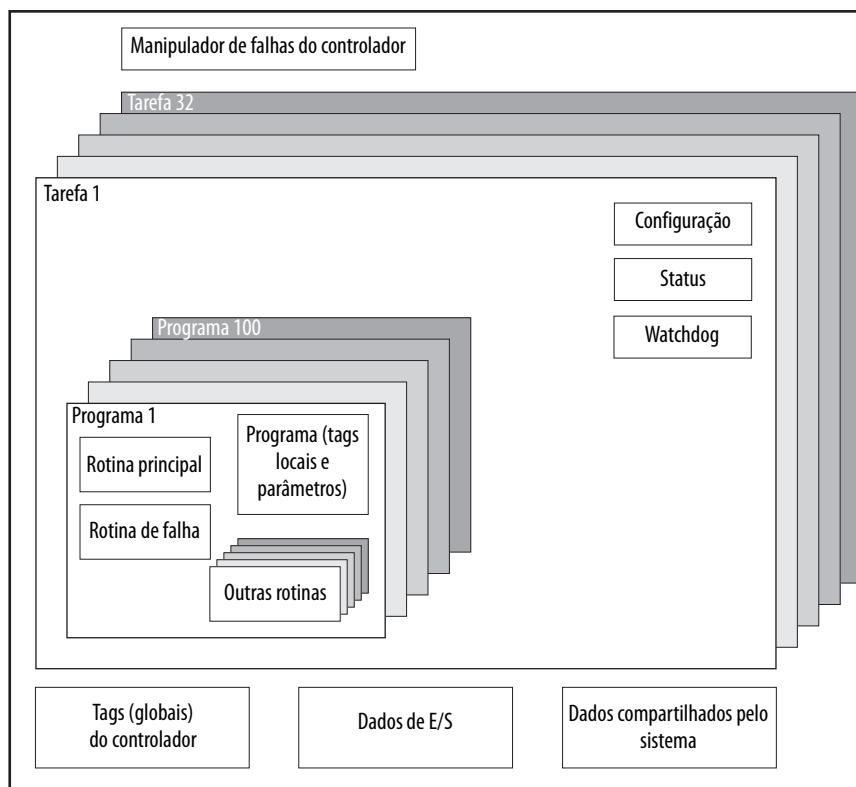 Manipulador de falhas do controlador
Tarefa 32
Tarefa 1
Configuração
Status
Watchdog
Programa 100
Programa 1
Rotina principal
Programa (tags
locais e
parâmetros)
Rotina de falha
Outras rotinas
Tags (globais)
do controlador
Dados de E/S
Dados compartilhados pelo
sistema